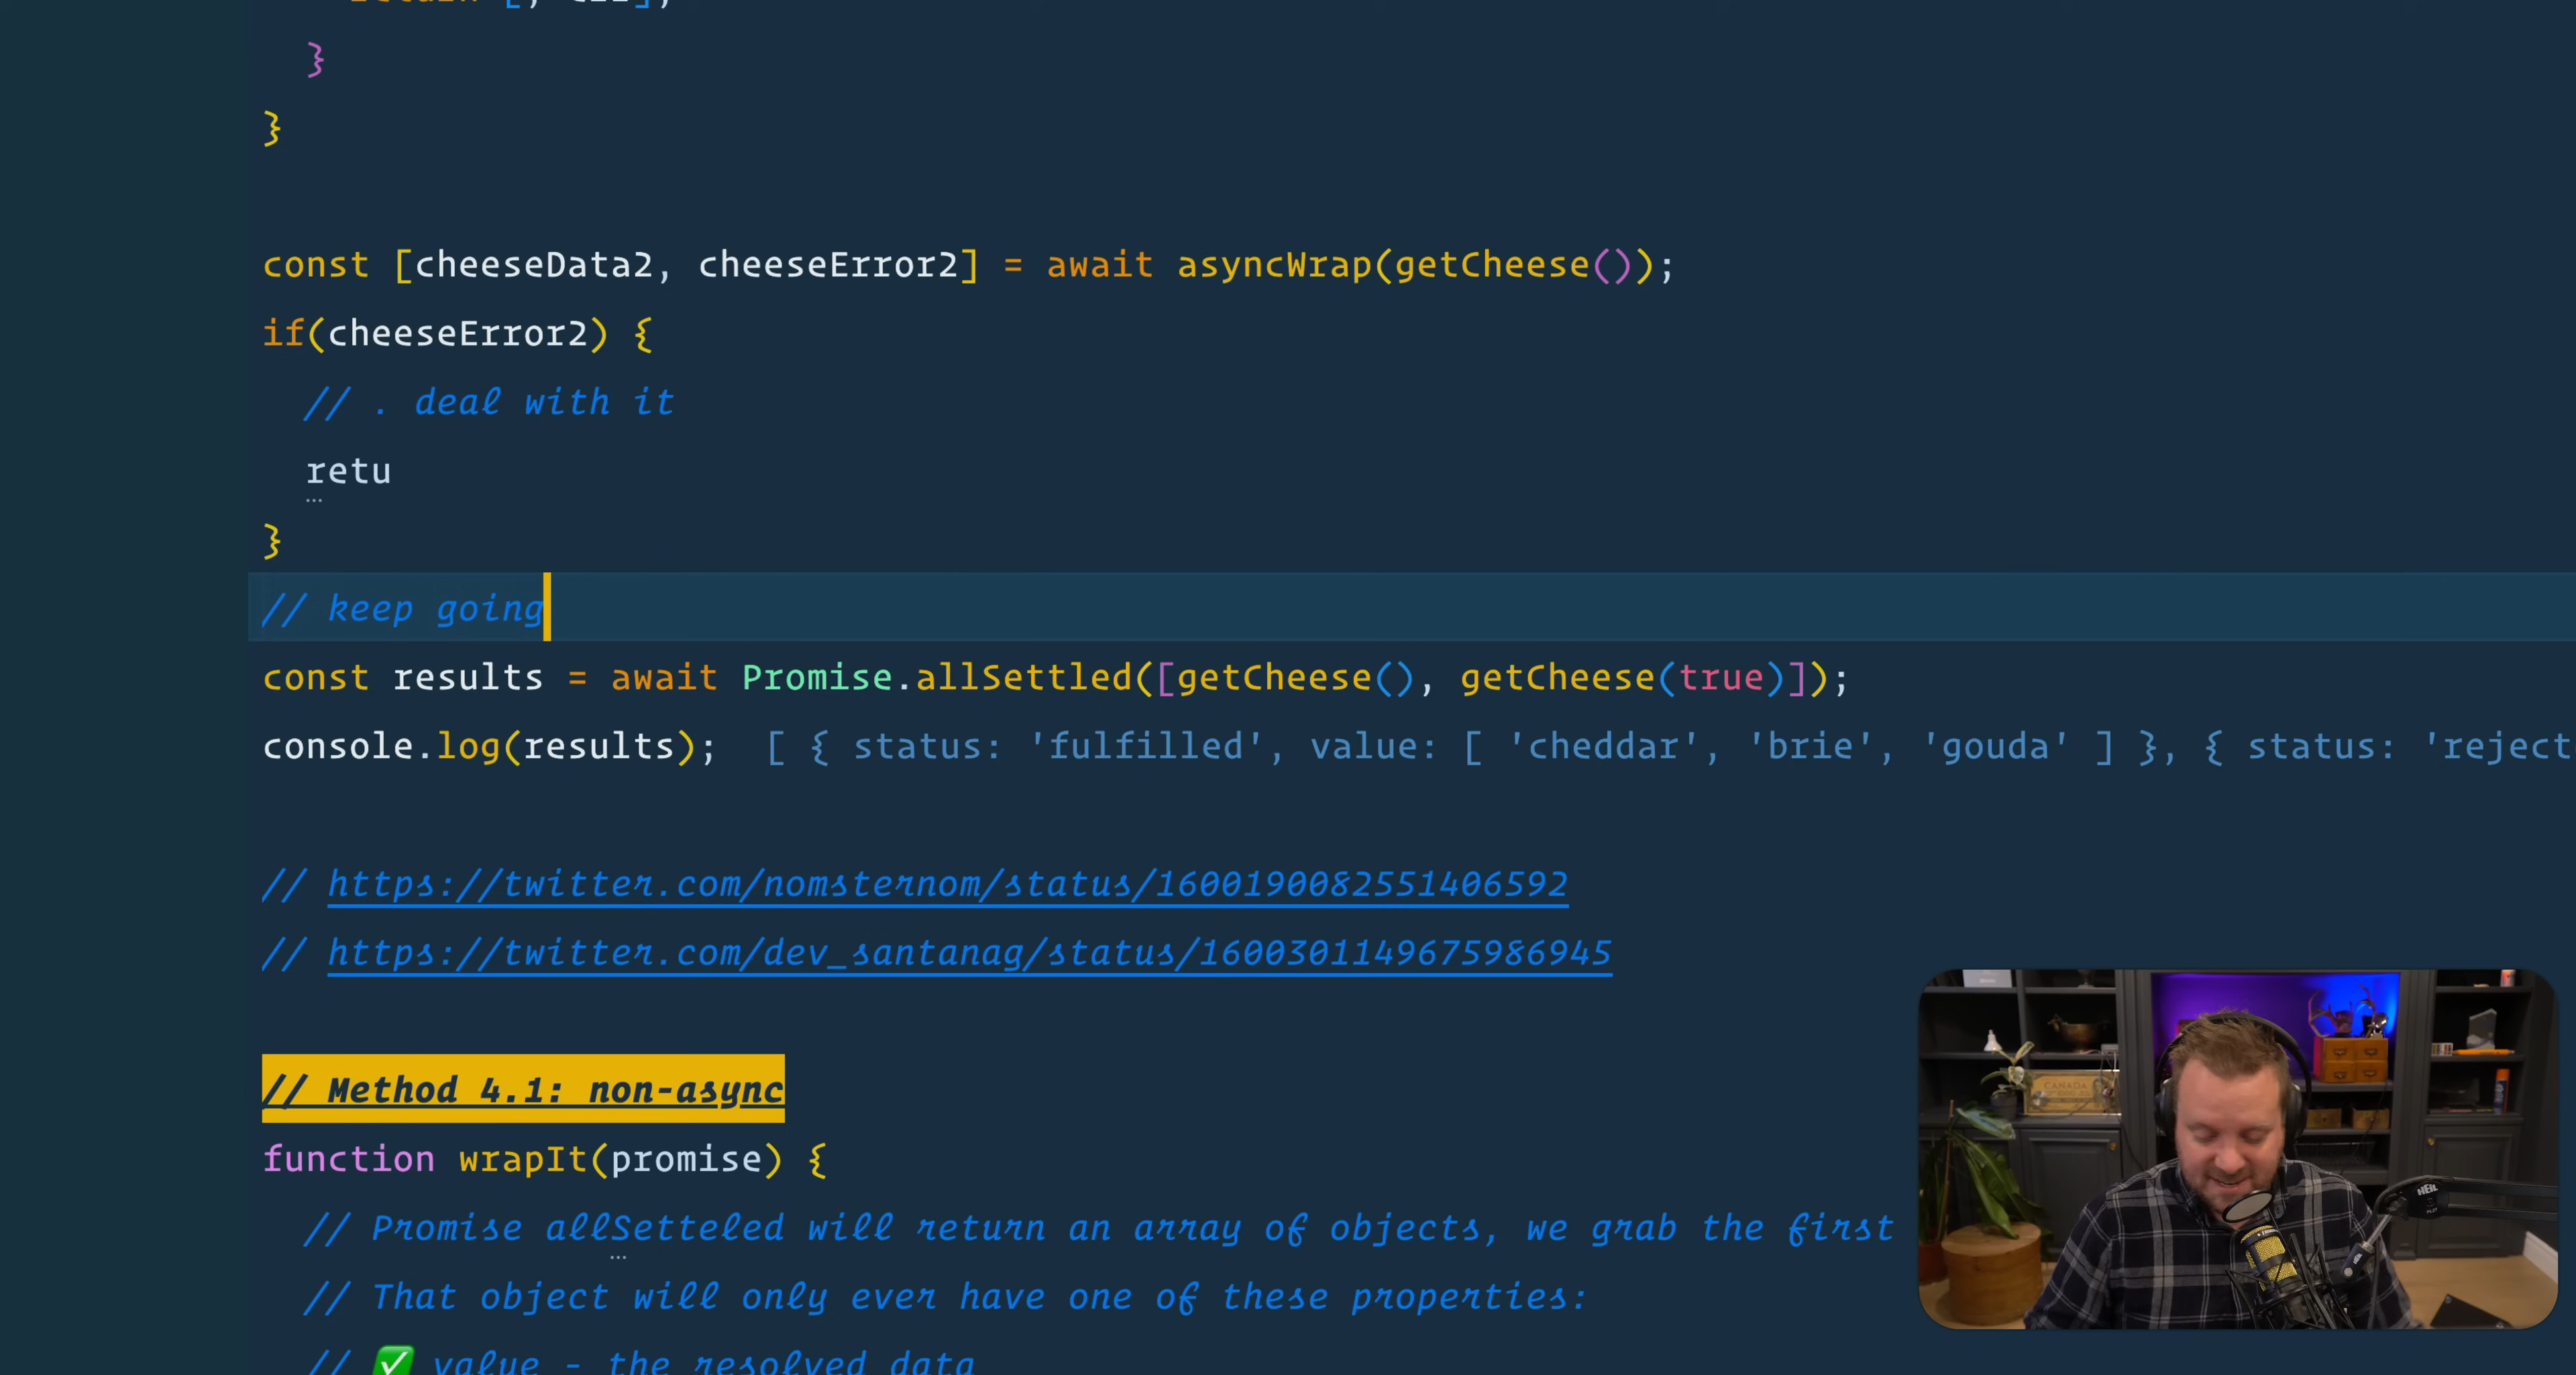 }
}
const [cheeseData2, cheeseError2] = await asyncWrap(getCheese());
if(cheeseError2) {
// . deal with it
retu
}
// keep going
const results = await Promise.allSettled([getCheese(), getCheese(true)]);
console.log(results); [ { status: 'fulfilled', value: [ 'cheddar', 'brie', 'gouda' ] }, { status: 'reject
// https://twitter.com/nomsternom/status/1600190082551406592
// https://twitter.com/dev_santanag/status/1600301149675986945
// Method 4.1: non-async
function wrapIt(promise) {
// Promise allSetteled will return an array of objects, we grab the first
// That object will only ever have one of these properties:
// ✅ value - the resolved data
CANADA
HEIL